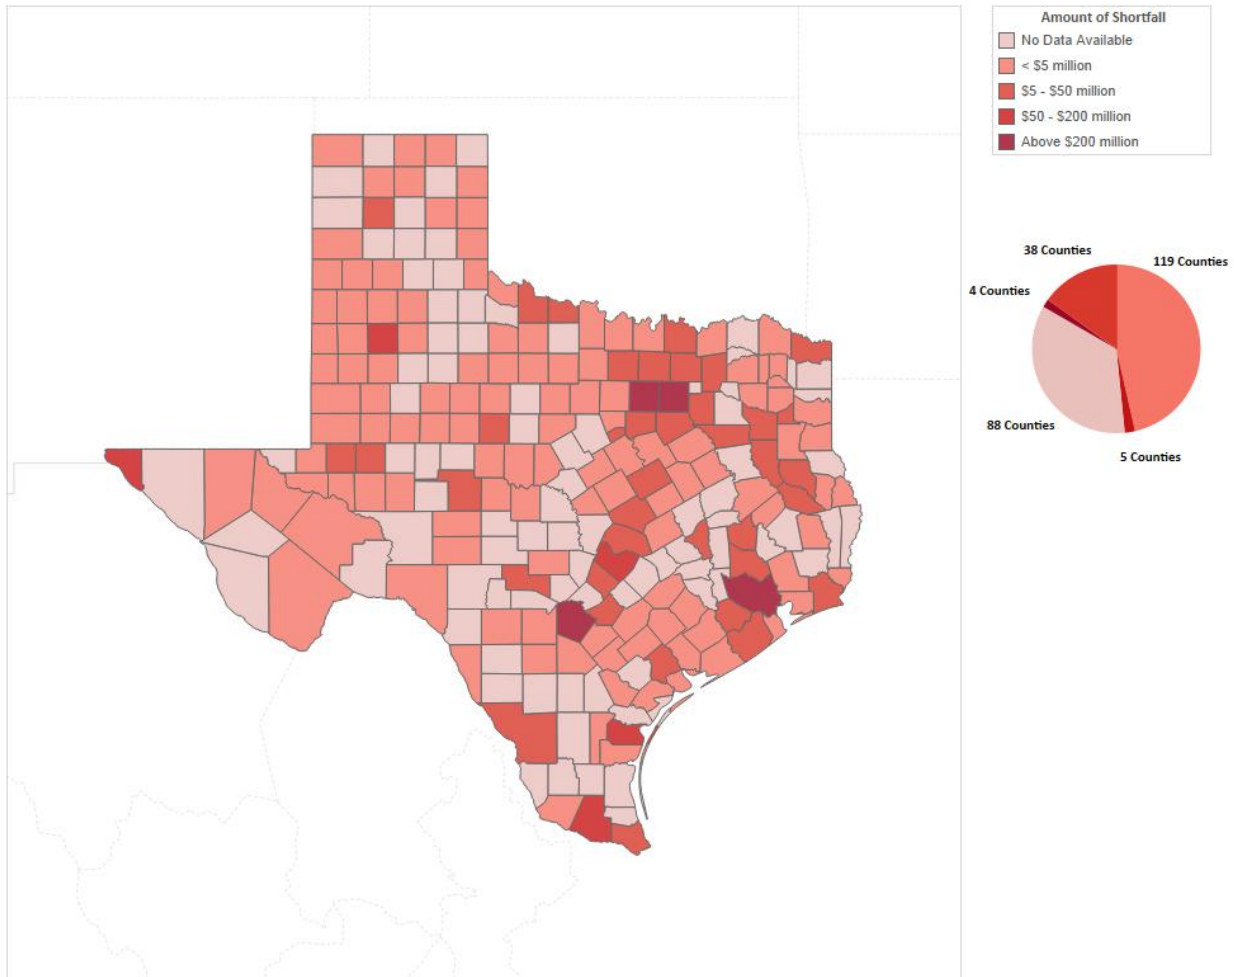 Amount of Shortfall
No Data Available
< $5 million
$5 - $50 million
$50 - $200 million
Above $200 million
38 Counties
119 Counties
4 Counties
88 Counties
5 Counties